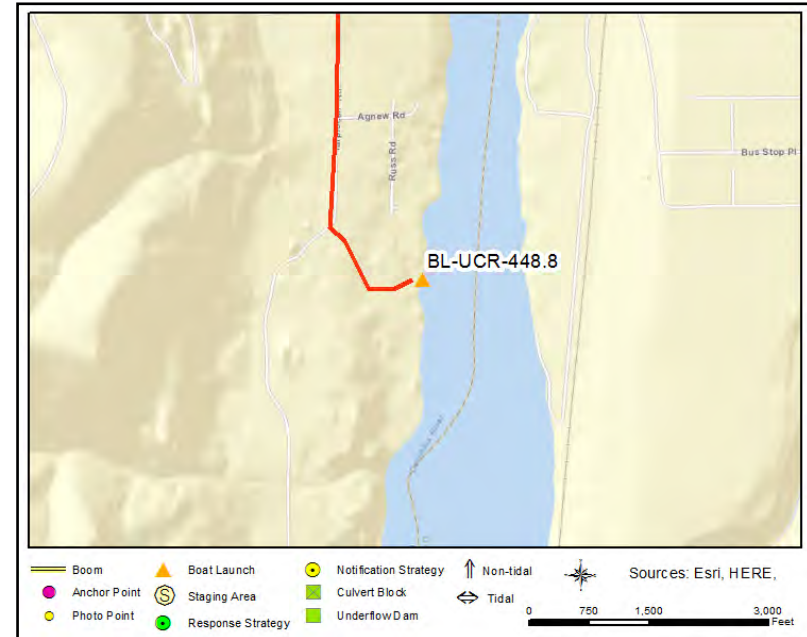 Agnew Rd
Russ Rd
Bus Stop Pl
BL-UCR-448.8
Columbia River
Boom
Boat Launch
Notification Strategy
Non-tidal
Sources: Esri, HERE,
Anchor Point
S
Staging Area
Culvert Block
Tidal
Photo Point
Response Strategy
Underflow Dam
0 750 1,500 3,000
Feet